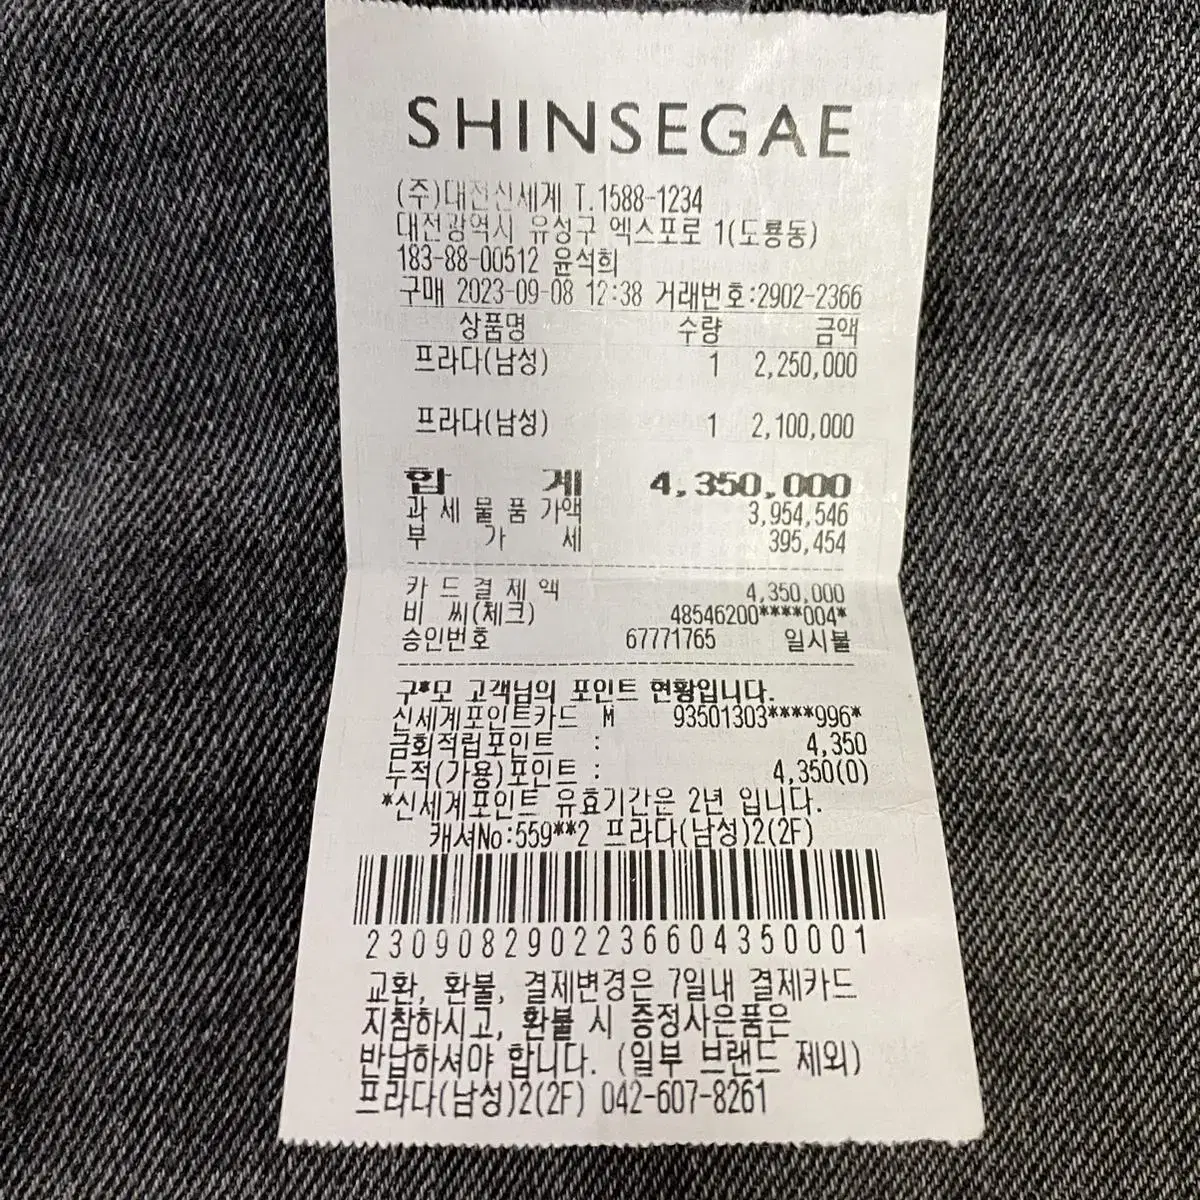 SHINSEGAE
(주)대전신세계 T.1588-1234
대전광역시 유성구 엑스포로 1(도룡동)
183-88-00512 윤석희
구매 2023-09-08 12:38 거래번호:2902-2366
상품명 수량 금액
프라다(남성) 1 2,250,000
프라다(남성) 1 2,100,000
합 계 4,350,000
과 세 물 품 가액 3,954,546
부 가 세 395,454
카 드 결 제 액 4,350,000
비 씨(체크) 48546200****004*
승인번호 67771765 일시불
구*모 고객님의 포인트 현황입니다.
신세계포인트카드 M 93501303****996*
금회적립포인트 : 4,350
누적(가용)포인트 : 4,350(0)
*신세계포인트 유효기간은 2년 입니다.
캐셔No:559**2 프라다(남성)2(2F)
2309082902236604350001
교환, 환불, 결제변경은 7일내 결제카드
지참하시고, 환불 시 증정사은품은
반납하셔야 합니다. (일부 브랜드 제외)
프라다(남성)2(2F) 042-607-8261